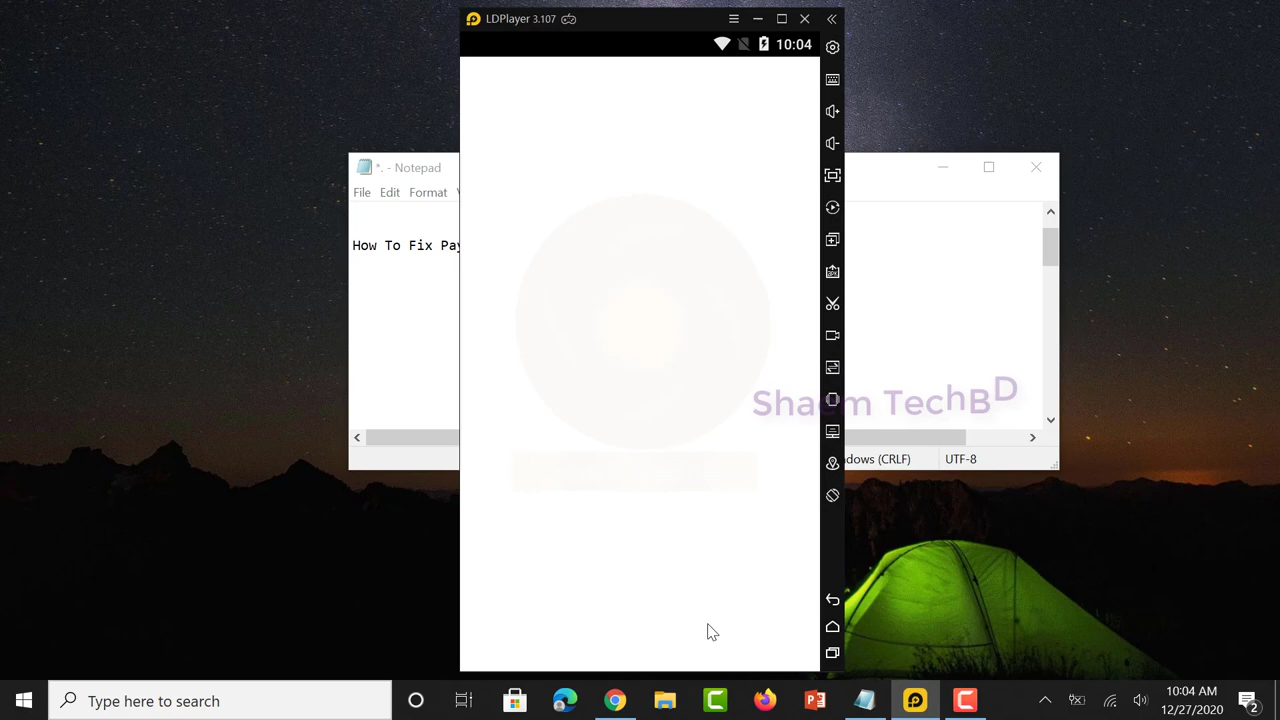 LDPlayer 3.107
10:04
*. - Notepad
File Edit Format
How To Fix Pay
Shaem TechBD
ndows (CRLF)
UTF-8
Type here to search
10:04 AM
12/27/2020
2